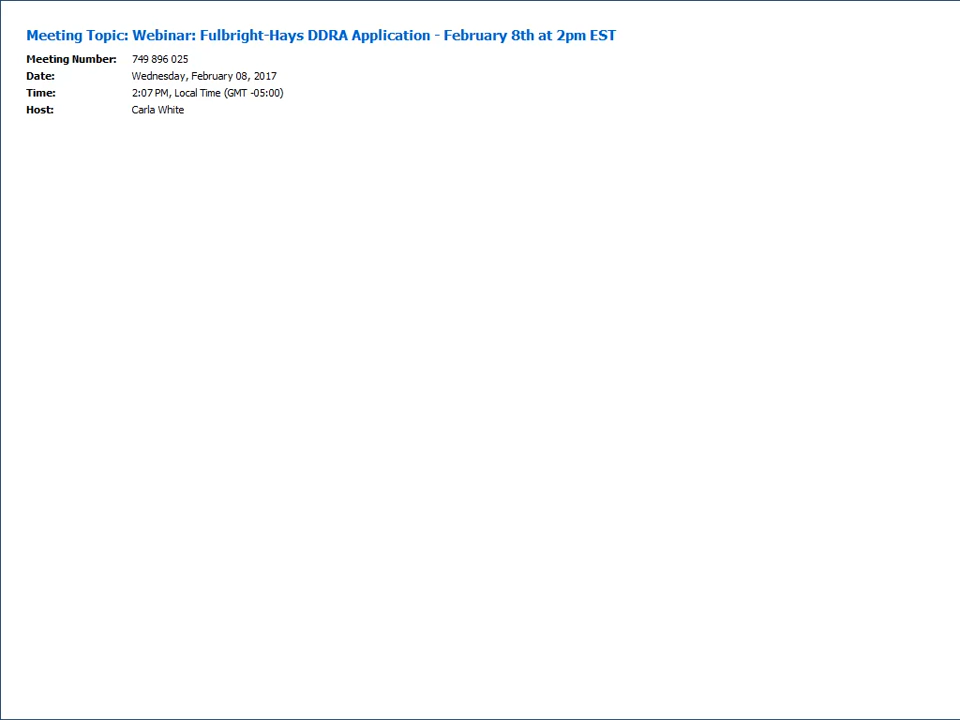 Meeting Topic: Webinar: Fulbright-Hays DDRA Application - February 8th at 2pm EST
Meeting Number: 749 896 025
Date: Wednesday, February 08, 2017
Time: 2:07 PM, Local Time (GMT -05:00)
Host: Carla White